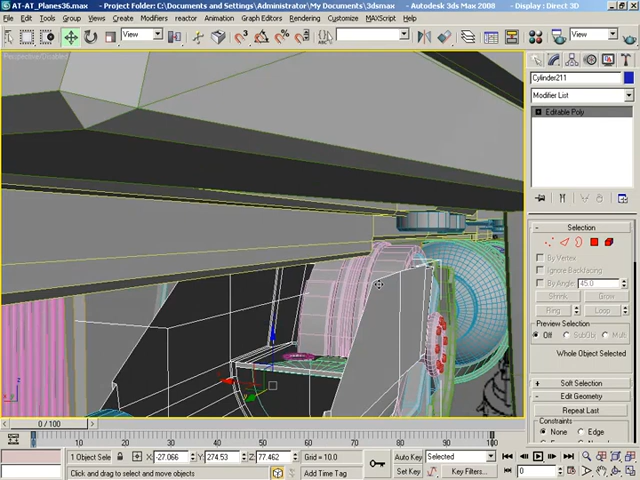 AT-AT_Planes36.max - Project Folder: C:\Documents and Settings\Administrator\My Documents\3dsmax - Autodesk 3ds Max 2008 - Display : Direct 3D
File Edit Tools Group Views Create Modifiers reactor Animation Graph Editors Rendering Customize MAXScript Help
View View
Perspective
Cylinder211
Modifier List
Editable Poly
Selection
By Vertex
Ignore Backfacing
By Angle: 45.0
Shrink Grow
Ring Loop
Preview Selection
Off SubObj Multi
Whole Object Selected
Soft Selection
Edit Geometry
Repeat Last
Constraints
None Edge
0 / 100
0 10 20 30 40 50 60 70 80 90 100
1 Object Sele X: -27.066 Y: 274.53 Z: 77.462 Grid = 10.0 Auto Key Selected
Click and drag to select and move objects Add Time Tag Set Key Key Filters... 0